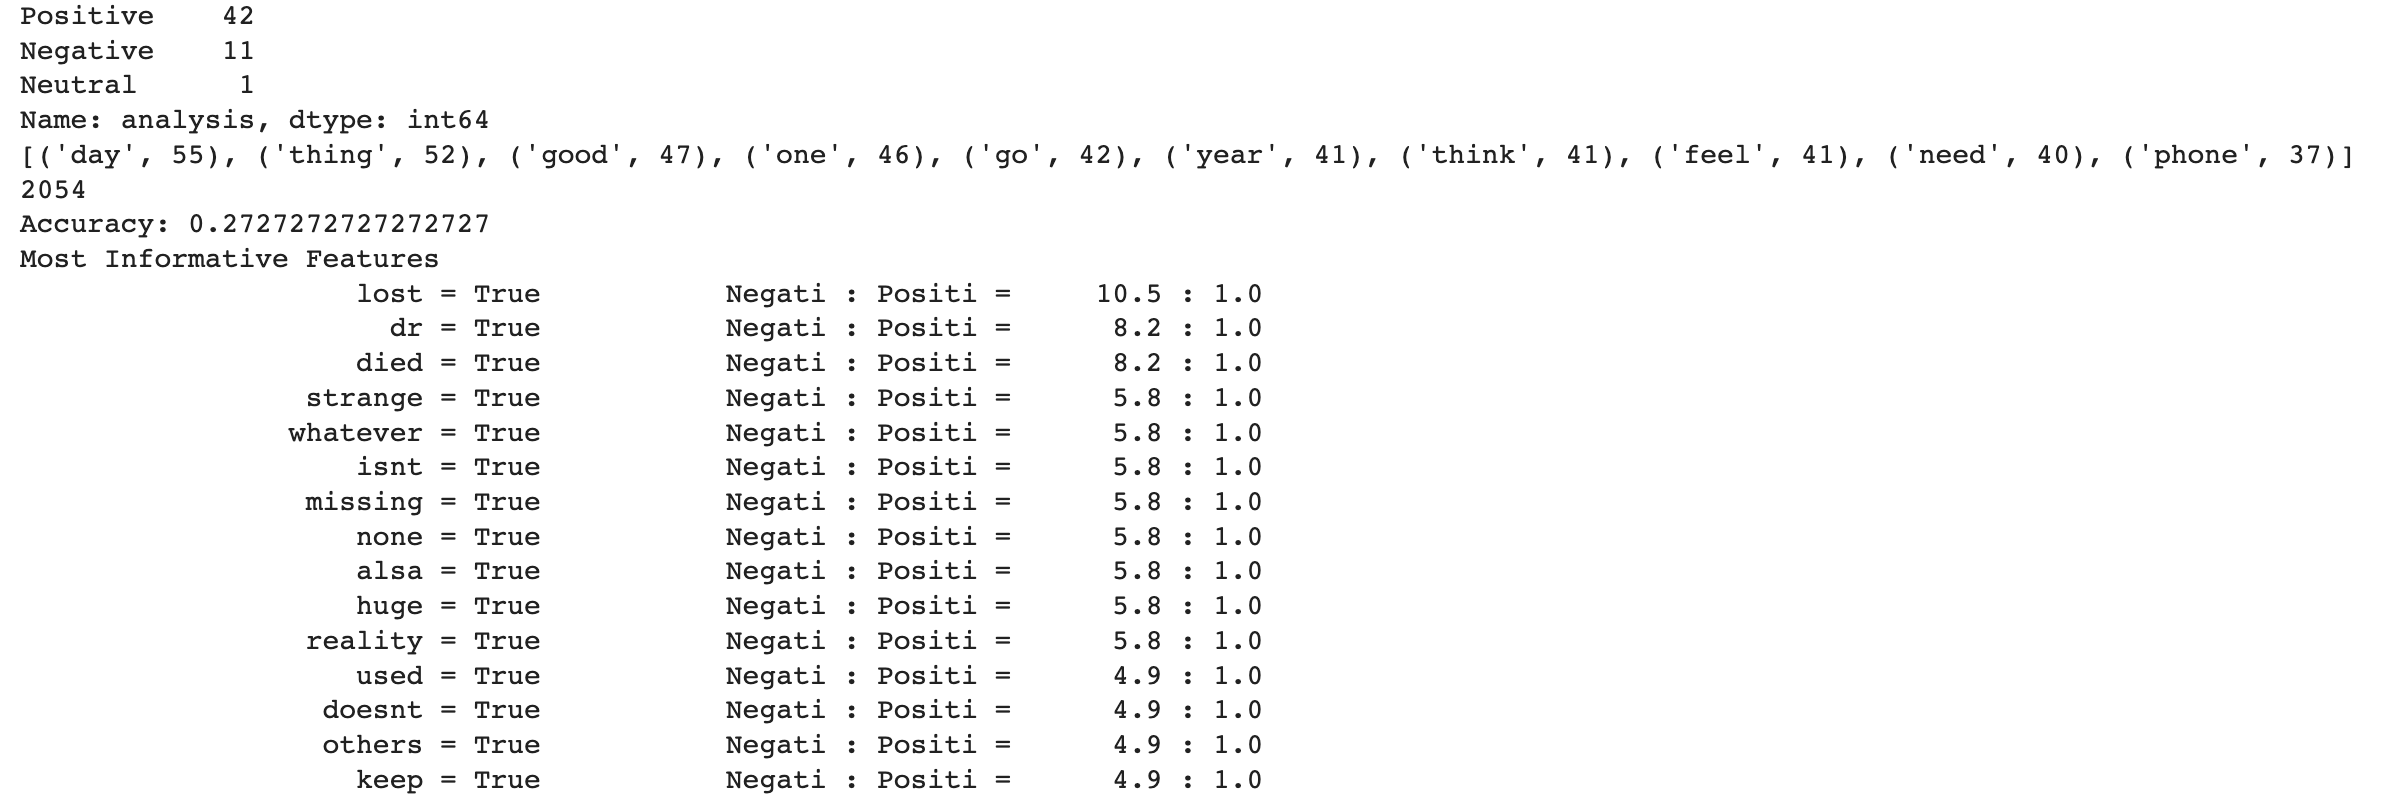 Positive    42
Negative    11
Neutral      1
Name: analysis, dtype: int64
[('day', 55), ('thing', 52), ('good', 47), ('one', 46), ('go', 42), ('year', 41), ('think', 41), ('feel', 41), ('need', 40), ('phone', 37)]
2054
Accuracy: 0.2727272727272727
Most Informative Features
                    lost = True           Negati : Positi =     10.5 : 1.0
                      dr = True           Negati : Positi =      8.2 : 1.0
                    died = True           Negati : Positi =      8.2 : 1.0
                 strange = True           Negati : Positi =      5.8 : 1.0
                whatever = True           Negati : Positi =      5.8 : 1.0
                    isnt = True           Negati : Positi =      5.8 : 1.0
                 missing = True           Negati : Positi =      5.8 : 1.0
                    none = True           Negati : Positi =      5.8 : 1.0
                    alsa = True           Negati : Positi =      5.8 : 1.0
                    huge = True           Negati : Positi =      5.8 : 1.0
                 reality = True           Negati : Positi =      5.8 : 1.0
                    used = True           Negati : Positi =      4.9 : 1.0
                  doesnt = True           Negati : Positi =      4.9 : 1.0
                  others = True           Negati : Positi =      4.9 : 1.0
                    keep = True           Negati : Positi =      4.9 : 1.0